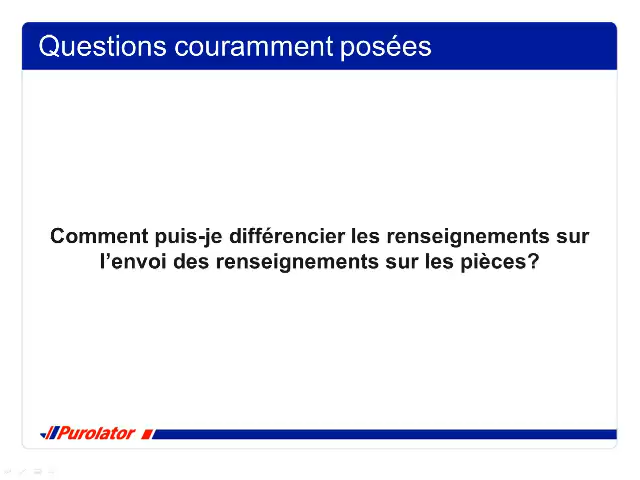 Questions couramment posées
Comment puis-je différencier les renseignements sur
l’envoi des renseignements sur les pièces?
Purolator